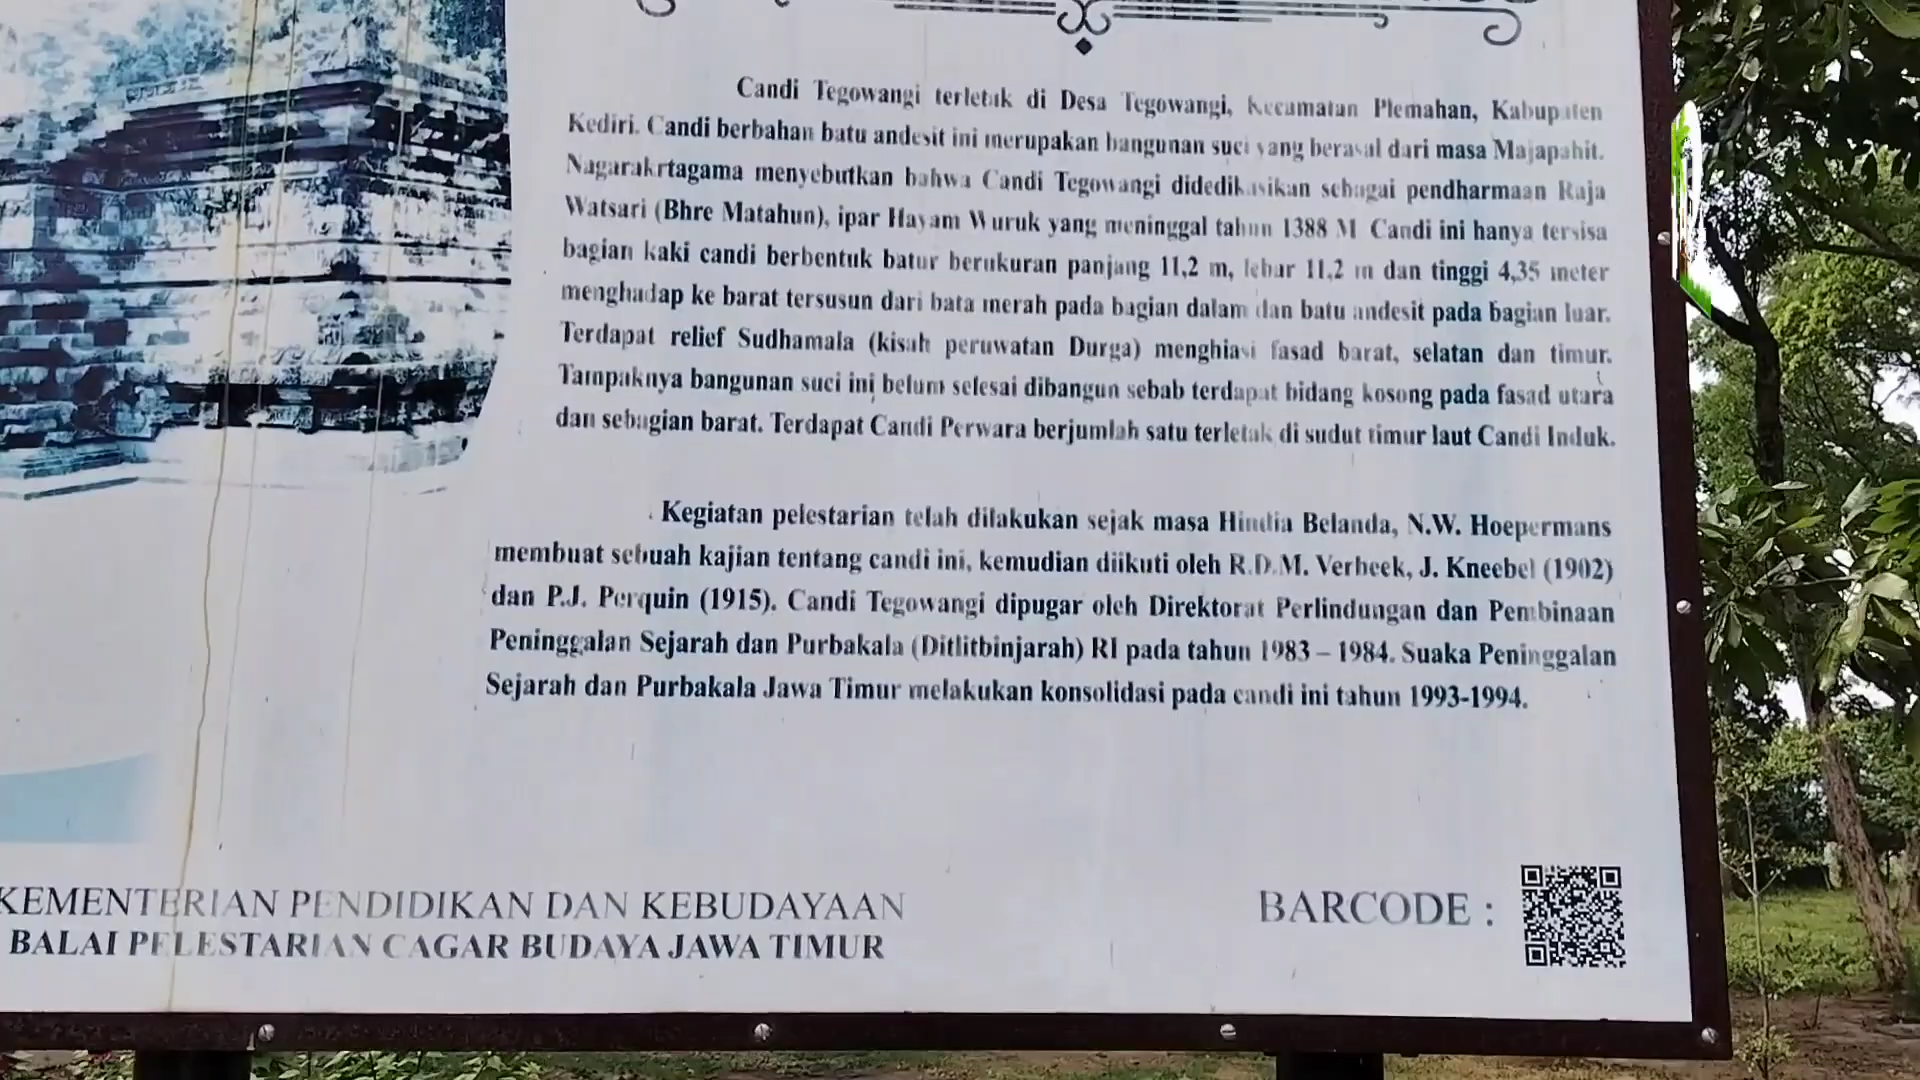 Candi Tegowangi terletak di Desa Tegowangi, Kecamatan Plemahan, Kabupaten
Kediri. Candi berbahan batu andesit ini merupakan bangunan suci yang berasal dari masa Majapahit.
Nagarakrtagama menyebutkan bahwa Candi Tegowangi didedikasikan sebagai pendharmaan Raja
Watsari (Bhre Matahun), ipar Hayam Wuruk yang meninggal tahun 1388 M Candi ini hanya tersisa
bagian kaki candi berbentuk batur berukuran panjang 11,2 m, lebar 11,2 m dan tinggi 4,35 meter
menghadap ke barat tersusun dari bata merah pada bagian dalam dan batu andesit pada bagian luar.
Terdapat relief Sudhamala (kisah peruwatan Durga) menghiasi fasad barat, selatan dan timur.
Tampaknya bangunan suci ini belum selesai dibangun sebab terdapat bidang kosong pada fasad utara
dan sebagian barat. Terdapat Candi Perwara berjumlah satu terletak di sudut timur laut Candi Induk.
Kegiatan pelestarian telah dilakukan sejak masa Hindia Belanda, N.W. Hoepermans
membuat sebuah kajian tentang candi ini, kemudian diikuti oleh R.D.M. Verbeek, J. Kneebel (1902)
dan P.J. Perquin (1915). Candi Tegowangi dipugar oleh Direktorat Perlindungan dan Pembinaan
Peninggalan Sejarah dan Purbakala (Ditlitbinjarah) RI pada tahun 1983 – 1984. Suaka Peninggalan
Sejarah dan Purbakala Jawa Timur melakukan konsolidasi pada candi ini tahun 1993-1994.
KEMENTERIAN PENDIDIKAN DAN KEBUDAYAAN
BALAI PELESTARIAN CAGAR BUDAYA JAWA TIMUR
BARCODE :